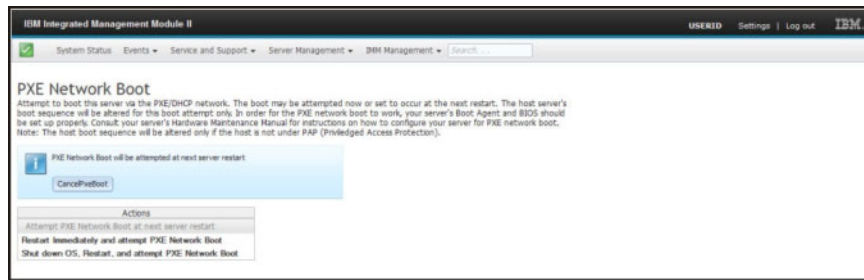 IBM Integrated Management Module II
USERID Settings | Log out IBM.
System Status Events Service and Support Server Management IMM Management Search...
PXE Network Boot
Attempt to boot this server via the PXE/DHCP network. The boot may be attempted now or set to occur at the next restart. The host server's
boot sequence will be altered for this boot attempt only. In order for the PXE network boot to work, your server's Boot Agent and BIOS should
be set up properly. Consult your server's Hardware Maintenance Manual for instructions on how to configure your server for PXE network boot.
Note: The host boot sequence will be altered only if the host is not under PAP (Priviledged Access Protection).
PXE Network Boot will be attempted at next server restart
CancelPxeBoot
Actions
Attempt PXE Network Boot at next server restart
Restart Immediately and attempt PXE Network Boot
Shut down OS, Restart, and attempt PXE Network Boot